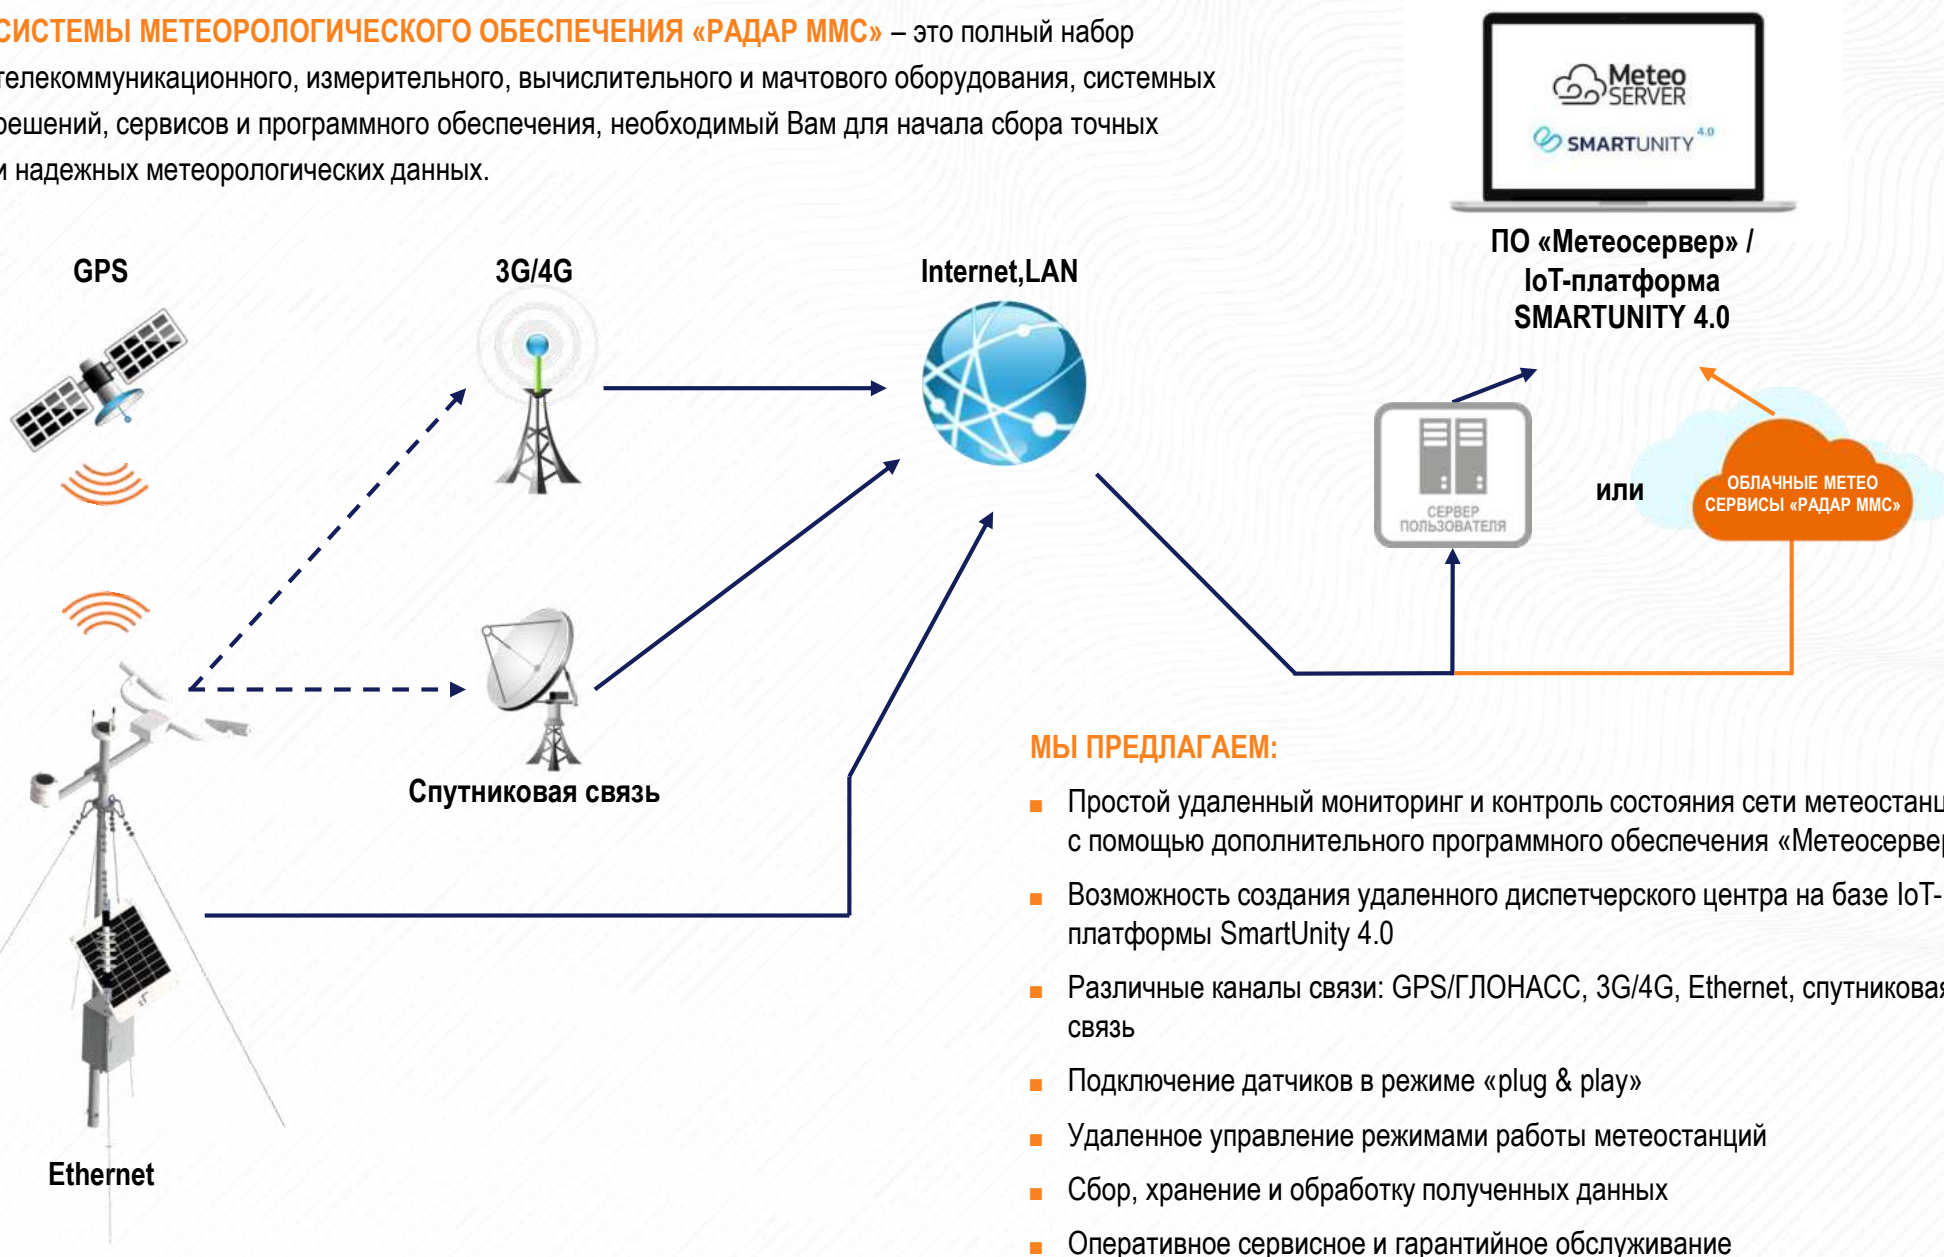 СИСТЕМЫ МЕТЕОРОЛОГИЧЕСКОГО ОБЕСПЕЧЕНИЯ «РАДАР ММС» – это полный набор
телекоммуникационного, измерительного, вычислительного и мачтового оборудования, системных
решений, сервисов и программного обеспечения, необходимый Вам для начала сбора точных
и надежных метеорологических данных.
Meteo
SERVER
SMARTUNITY 4.0
ПО «Метеосервер» /
IoT-платформа
SMARTUNITY 4.0
GPS
3G/4G
Internet,LAN
СЕРВЕР
ПОЛЬЗОВАТЕЛЯ
или
ОБЛАЧНЫЕ МЕТЕО
СЕРВИСЫ «РАДАР ММС»
Спутниковая связь
Ethernet
МЫ ПРЕДЛАГАЕМ:
Простой удаленный мониторинг и контроль состояния сети метеостанц
с помощью дополнительного программного обеспечения «Метеосервер
Возможность создания удаленного диспетчерского центра на базе IoT-
платформы SmartUnity 4.0
Различные каналы связи: GPS/ГЛОНАСС, 3G/4G, Ethernet, спутниковая
связь
Подключение датчиков в режиме «plug & play»
Удаленное управление режимами работы метеостанций
Сбор, хранение и обработку полученных данных
Оперативное сервисное и гарантийное обслуживание